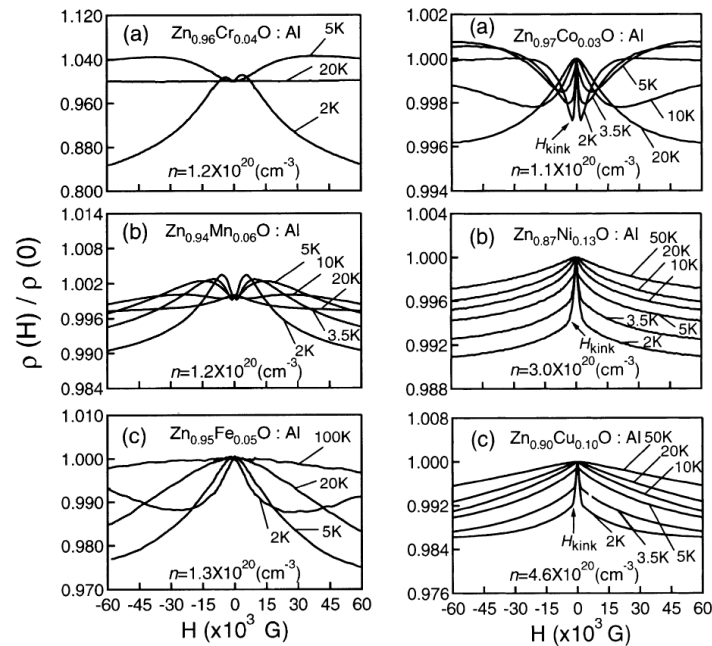 (a) Zn0.96Cr0.04O : Al
1.120
1.040
0.960
0.880
0.800
5K
20K
2K
n=1.2X10^20(cm^-3)
(b) Zn0.94Mn0.06O : Al
1.014
1.008
1.002
0.996
0.990
0.984
5K
10K
20K
3.5K
2K
n=1.2X10^20(cm^-3)
(c) Zn0.95Fe0.05O : Al
1.010
1.000
0.990
0.980
0.970
100K
20K
2K
5K
n=1.3X10^20(cm^-3)
-60 -45 -30 -15 0 15 30 45 60
H (x10^3 G)
ρ (H) / ρ (0)
(a) Zn0.97Co0.03O : Al
1.002
1.000
0.998
0.996
0.994
5K
10K
3.5K
2K
20K
Hkink
n=1.1X10^20(cm^-3)
(b) Zn0.87Ni0.13O : Al
1.004
1.000
0.996
0.992
0.988
50K
20K
10K
5K
3.5K
2K
Hkink
n=3.0X10^20(cm^-3)
(c) Zn0.90Cu0.10O : Al
1.008
1.000
0.992
0.984
0.976
50K
20K
10K
Hkink
2K
3.5K
5K
n=4.6X10^20(cm^-3)
-60 -45 -30 -15 0 15 30 45 60
H (x10^3 G)